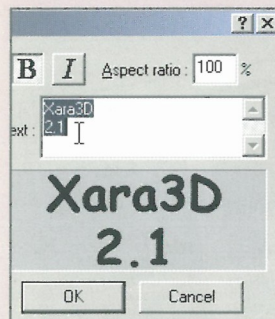 ? X
B I Aspect ratio : 100 %
ext : Xara3D
2.1
Xara3D
2.1
OK Cancel